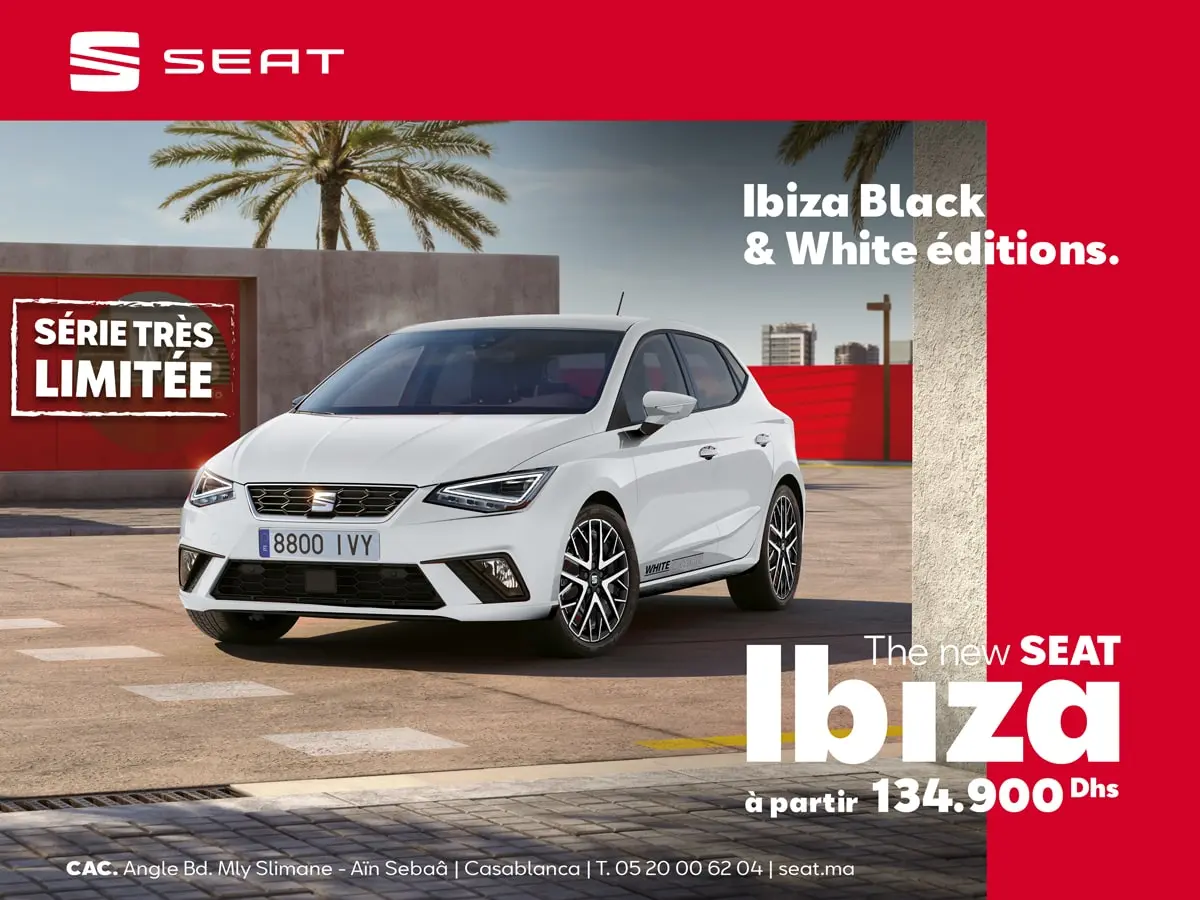 SEAT
Ibiza Black
& White éditions.
SÉRIE TRÈS
LIMITÉE
8800 IVY
WHITE
The new SEAT
Ibiza
à partir 134.900 Dhs
CAC. Angle Bd. Mly Slimane - Aïn Sebaâ | Casablanca | T. 05 20 00 62 04 | seat.ma